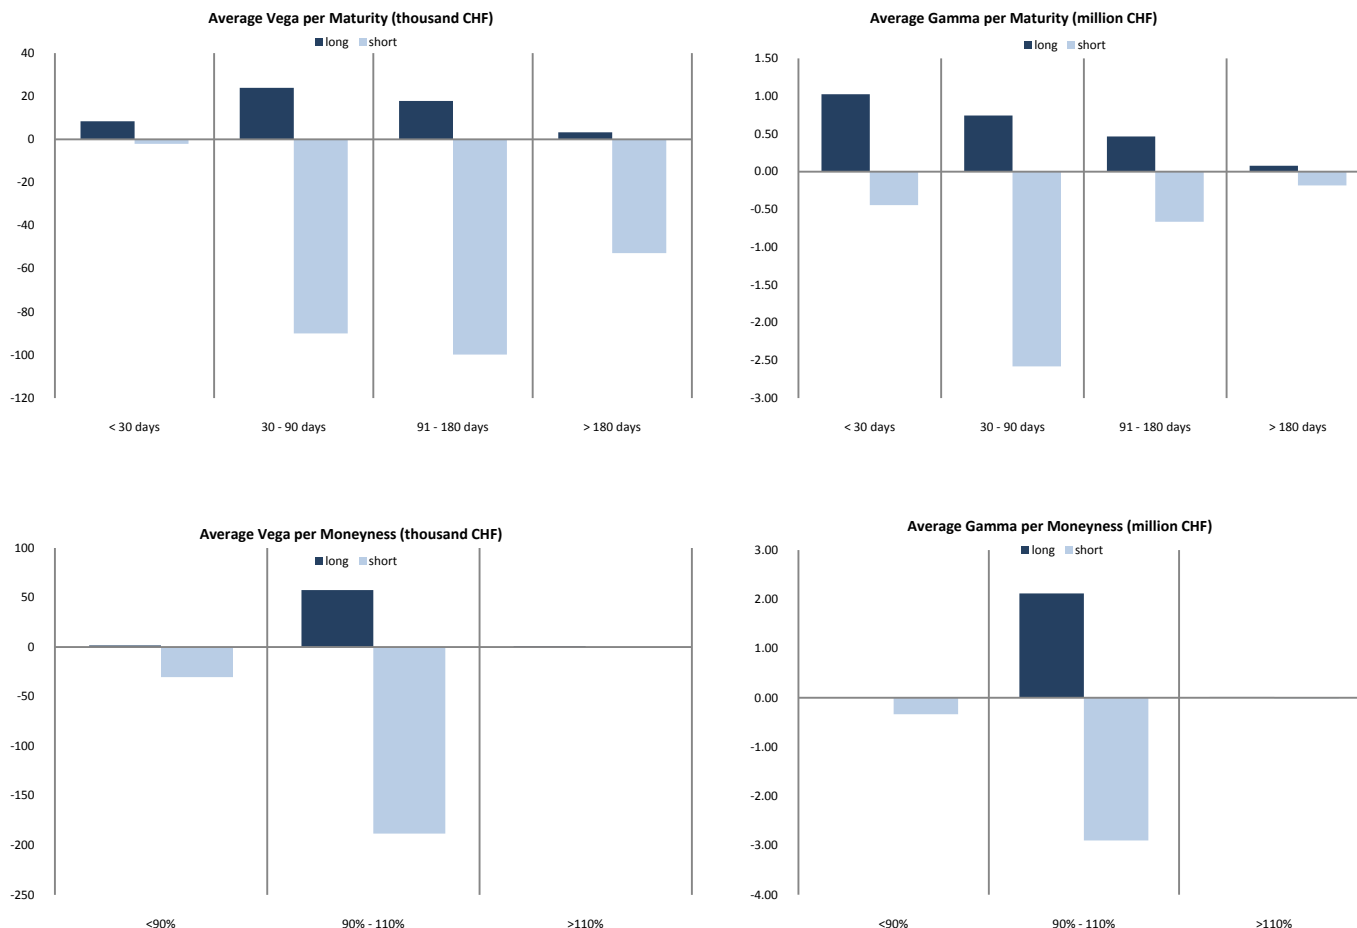 Average Vega per Maturity (thousand CHF)
long short
40
20
0
-20
-40
-60
-80
-100
-120
< 30 days 30 - 90 days 91 - 180 days > 180 days
Average Gamma per Maturity (million CHF)
long short
1.50
1.00
0.50
0.00
-0.50
-1.00
-1.50
-2.00
-2.50
-3.00
< 30 days 30 - 90 days 91 - 180 days > 180 days
Average Vega per Moneyness (thousand CHF)
long short
100
50
0
-50
-100
-150
-200
-250
<90% 90% - 110% >110%
Average Gamma per Moneyness (million CHF)
long short
3.00
2.00
1.00
0.00
-1.00
-2.00
-3.00
-4.00
<90% 90% - 110% >110%